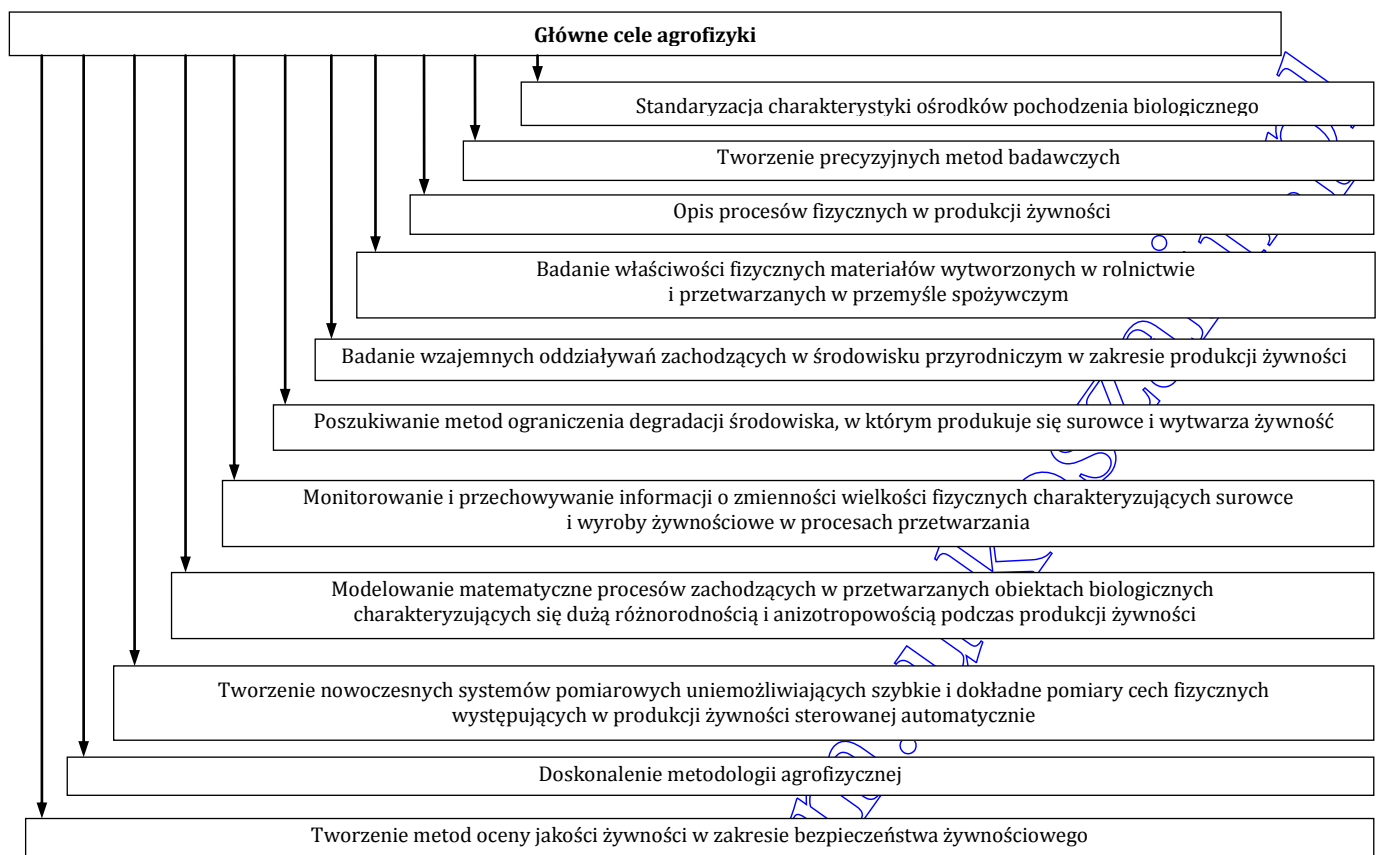 Główne cele agrofizyki
Standaryzacja charakterystyki ośrodków pochodzenia biologicznego
Tworzenie precyzyjnych metod badawczych
Opis procesów fizycznych w produkcji żywności
Badanie właściwości fizycznych materiałów wytworzonych w rolnictwie
i przetwarzanych w przemyśle spożywczym
Badanie wzajemnych oddziaływań zachodzących w środowisku przyrodniczym w zakresie produkcji żywności
Poszukiwanie metod ograniczenia degradacji środowiska, w którym produkuje się surowce i wytwarza żywność
Monitorowanie i przechowywanie informacji o zmienności wielkości fizycznych charakteryzujących surowce
i wyroby żywnościowe w procesach przetwarzania
Modelowanie matematyczne procesów zachodzących w przetwarzanych obiektach biologicznych
charakteryzujących się dużą różnorodnością i anizotropowością podczas produkcji żywności
Tworzenie nowoczesnych systemów pomiarowych uniemożliwiających szybkie i dokładne pomiary cech fizycznych
występujących w produkcji żywności sterowanej automatycznie
Doskonalenie metodologii agrofizycznej
Tworzenie metod oceny jakości żywności w zakresie bezpieczeństwa żywnościowego